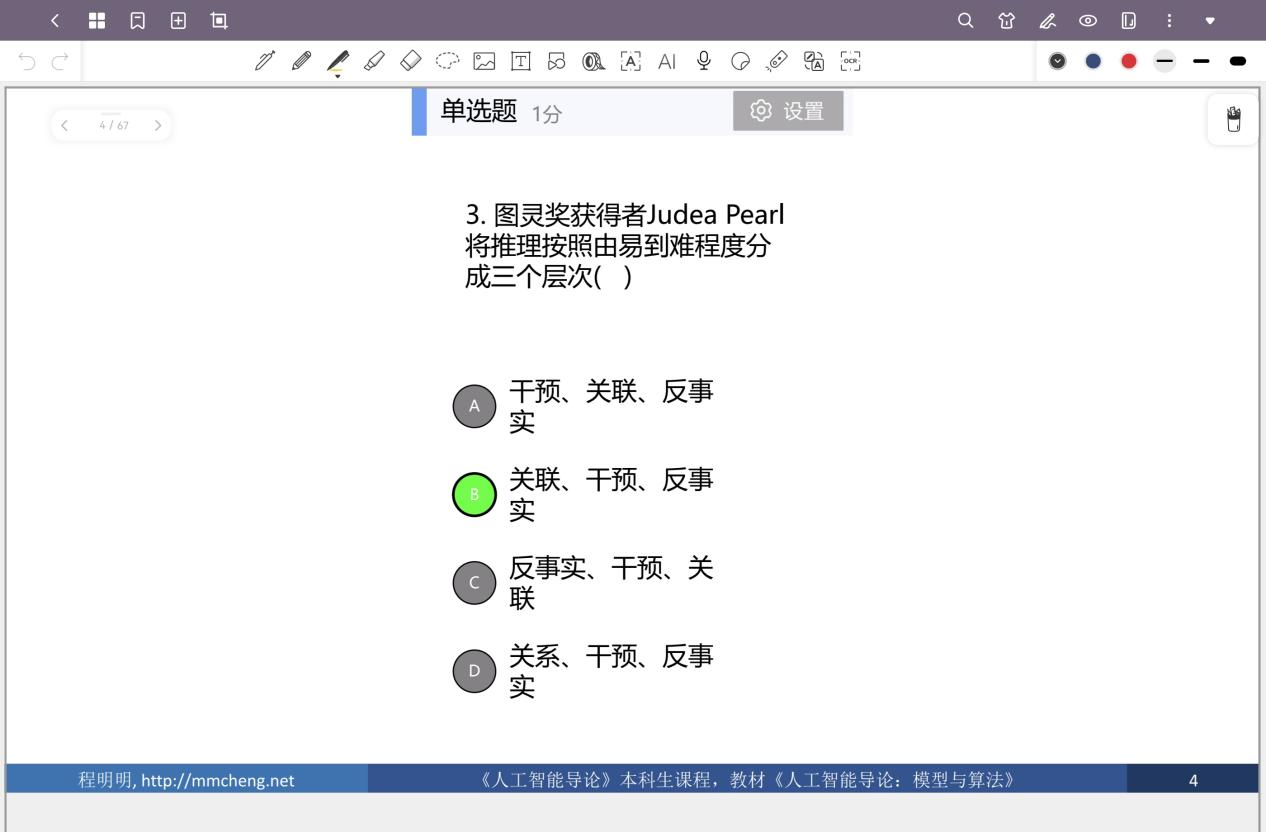 AI
4 / 67
单选题 1分
设置
3. 图灵奖获得者Judea Pearl
将推理按照由易到难程度分
成三个层次( )
A
干预、关联、反事
实
B
关联、干预、反事
实
C
反事实、干预、关
联
D
关系、干预、反事
实
程明明, http://mmcheng.net
《人工智能导论》本科生课程，教材《人工智能导论：模型与算法》
4